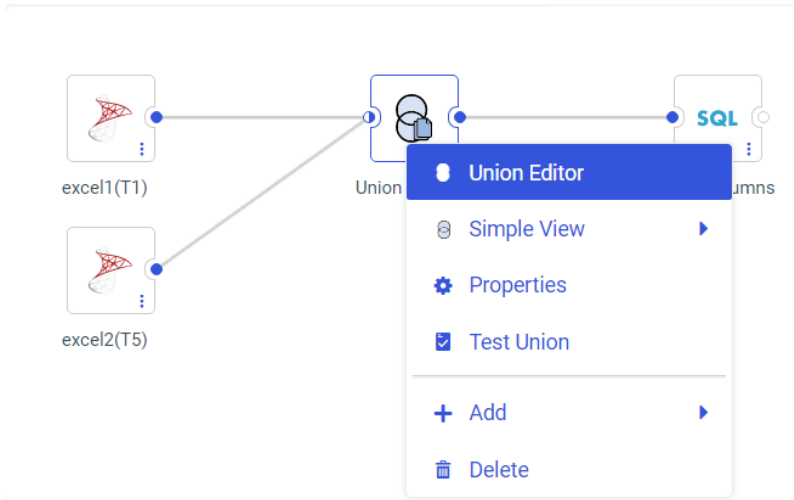 SQL
excel1(T1)
Union
umns
Union Editor
Simple View
Properties
Test Union
Add
Delete
excel2(T5)